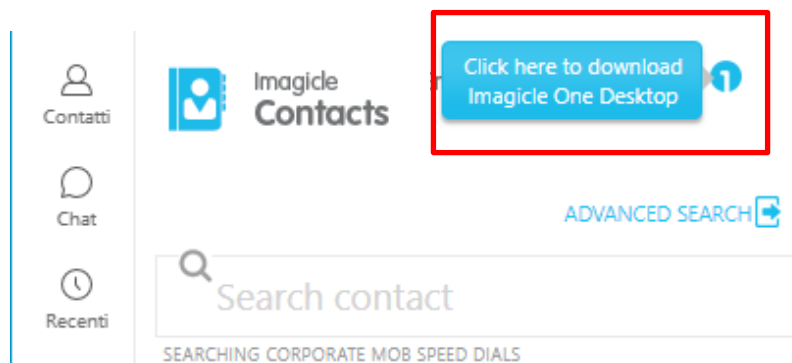 Contatti
Chat
Recenti
Imagicle
Contacts
Click here to download
Imagicle One Desktop
1
ADVANCED SEARCH
Search contact
SEARCHING CORPORATE MOB SPEED DIALS